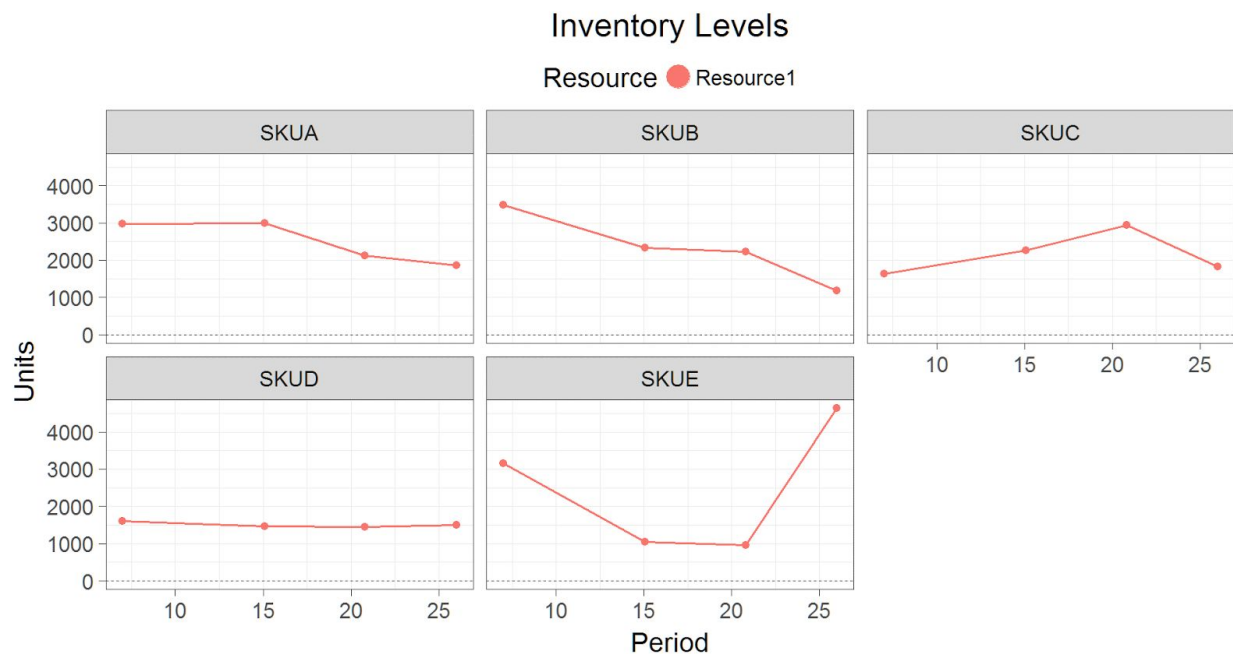 Inventory Levels
Resource Resource1
SKUA SKUB SKUC
4000
3000
2000
1000
0
10 15 20 25
SKUD SKUE
4000
3000
2000
1000
0
10 15 20 25 10 15 20 25
Units
Period